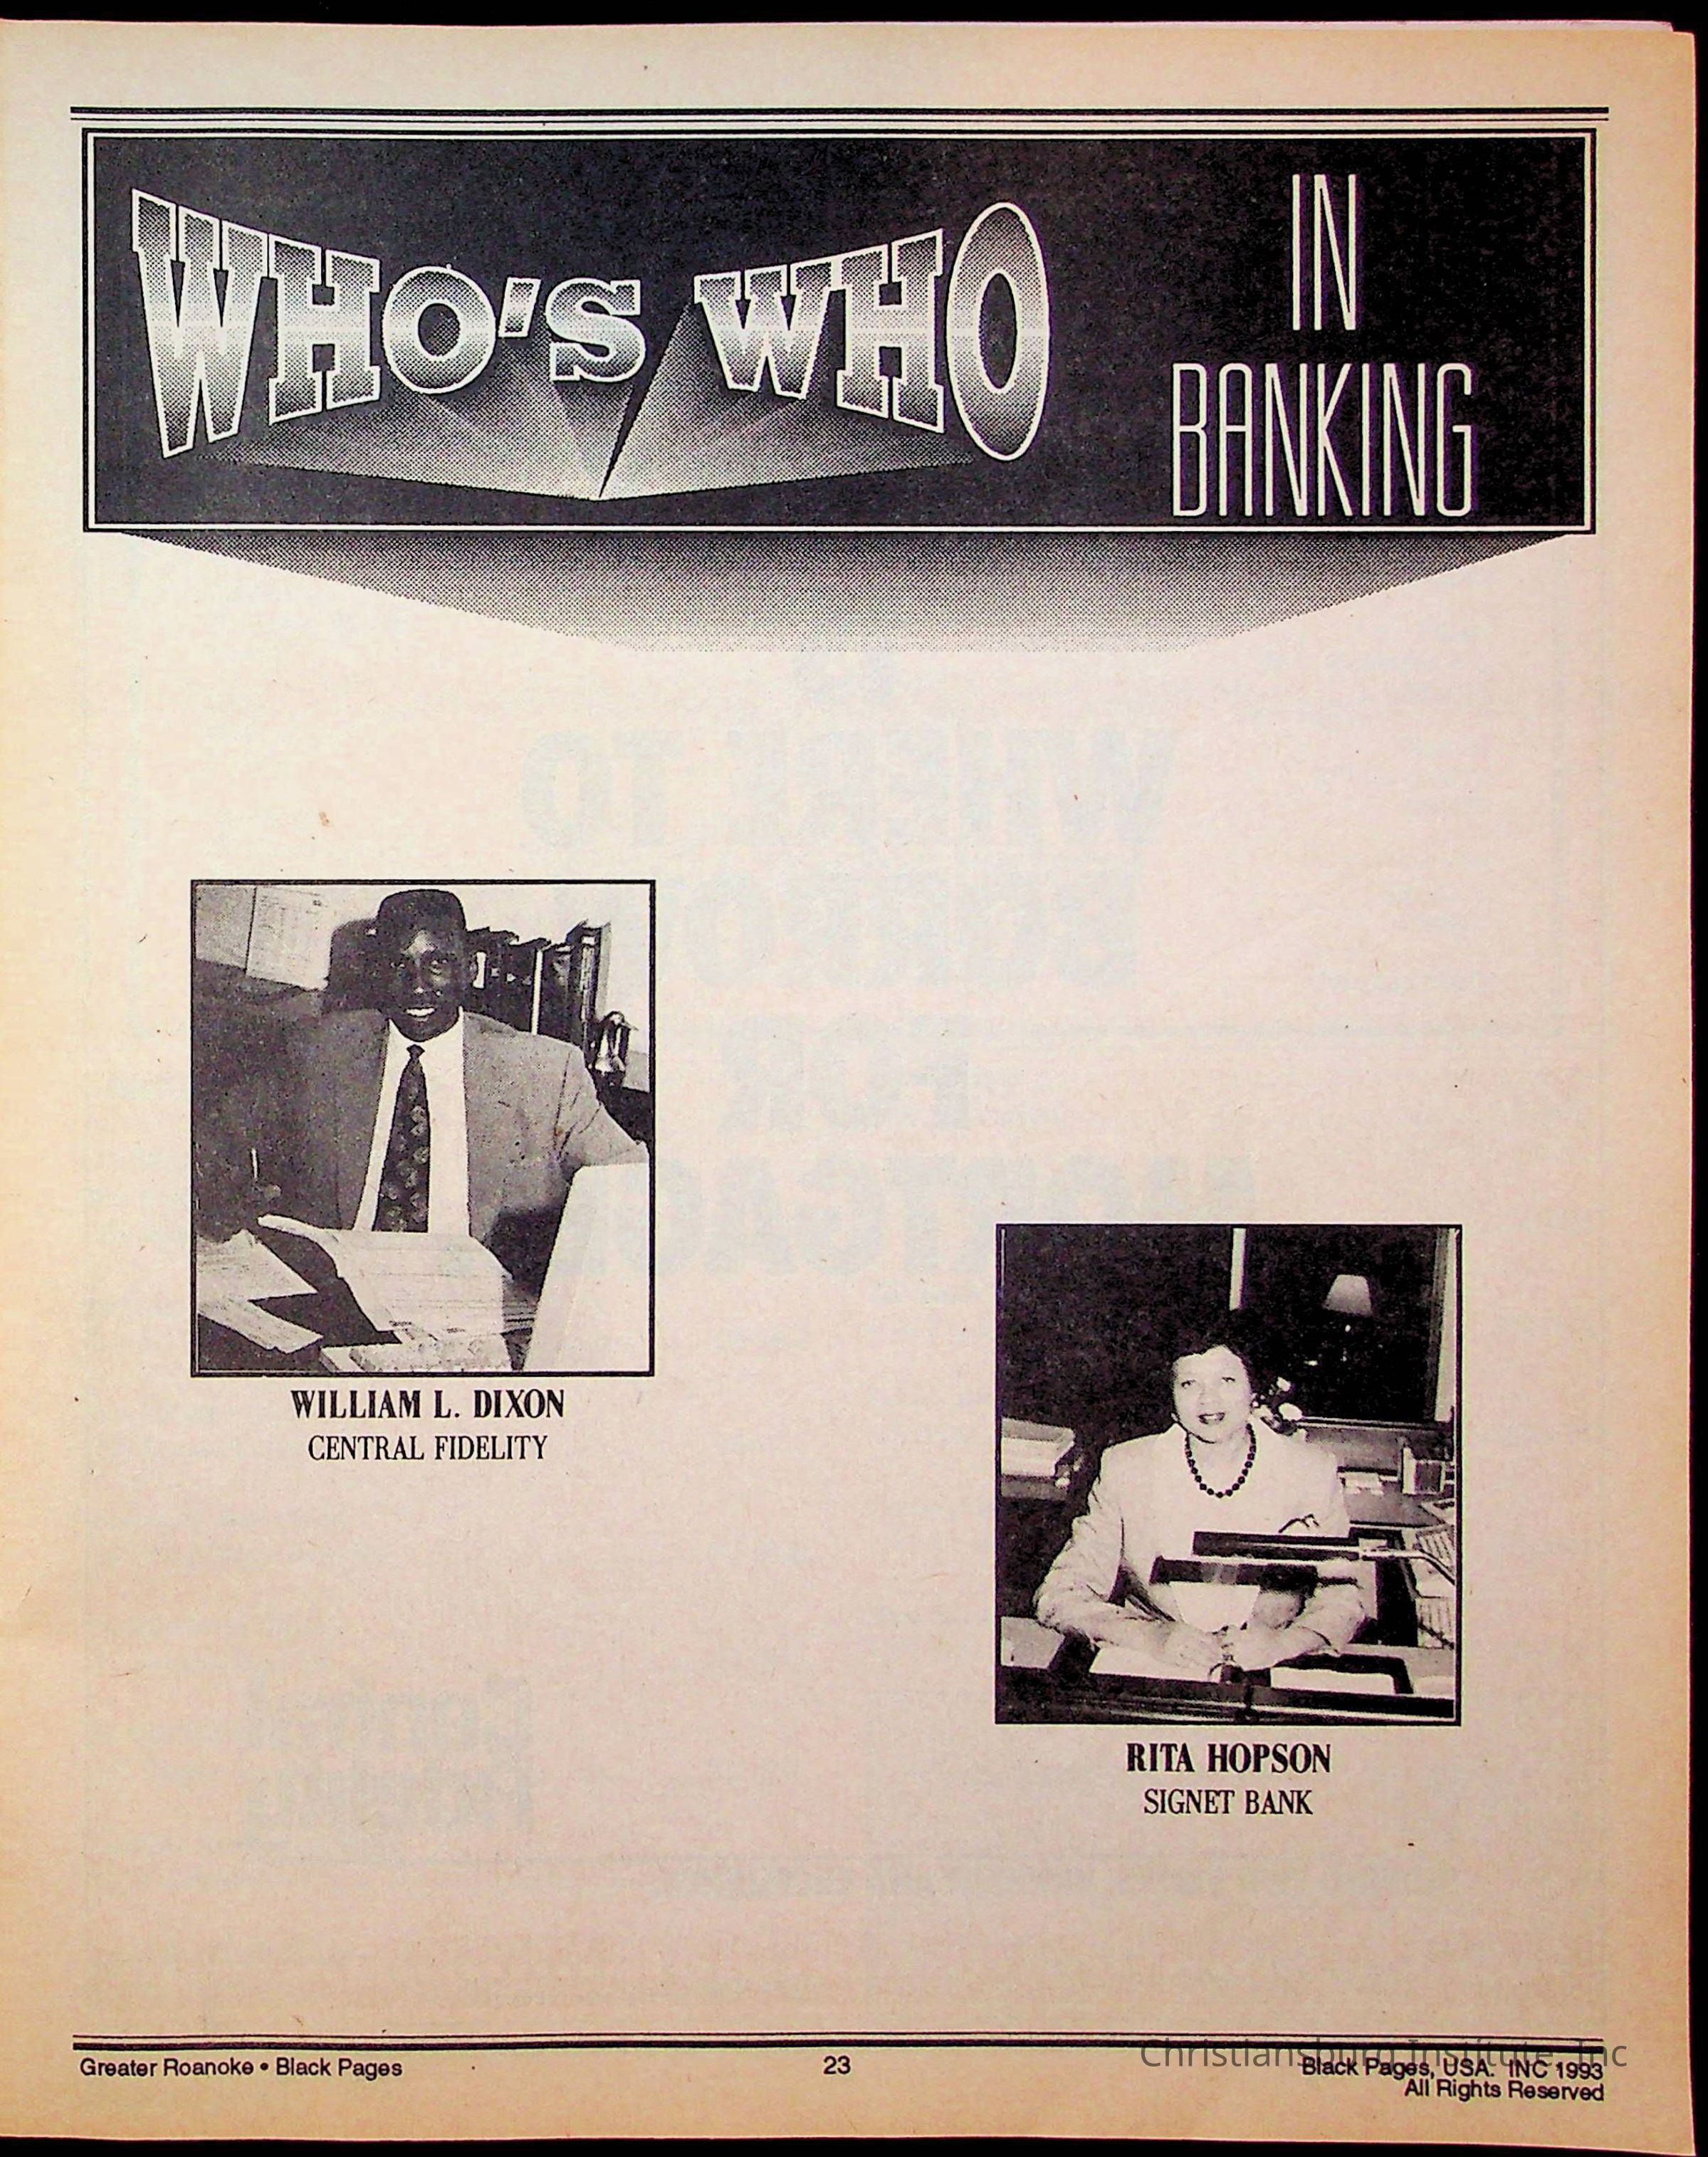 WHO'S WHO
IN
BANKING
WILLIAM L. DIXON
CENTRAL FIDELITY
RITA HOPSON
SIGNET BANK
Greater Roanoke • Black Pages
23
Christiansburg Institute, Inc
Black Pages, USA. INC 1993
All Rights Reserved